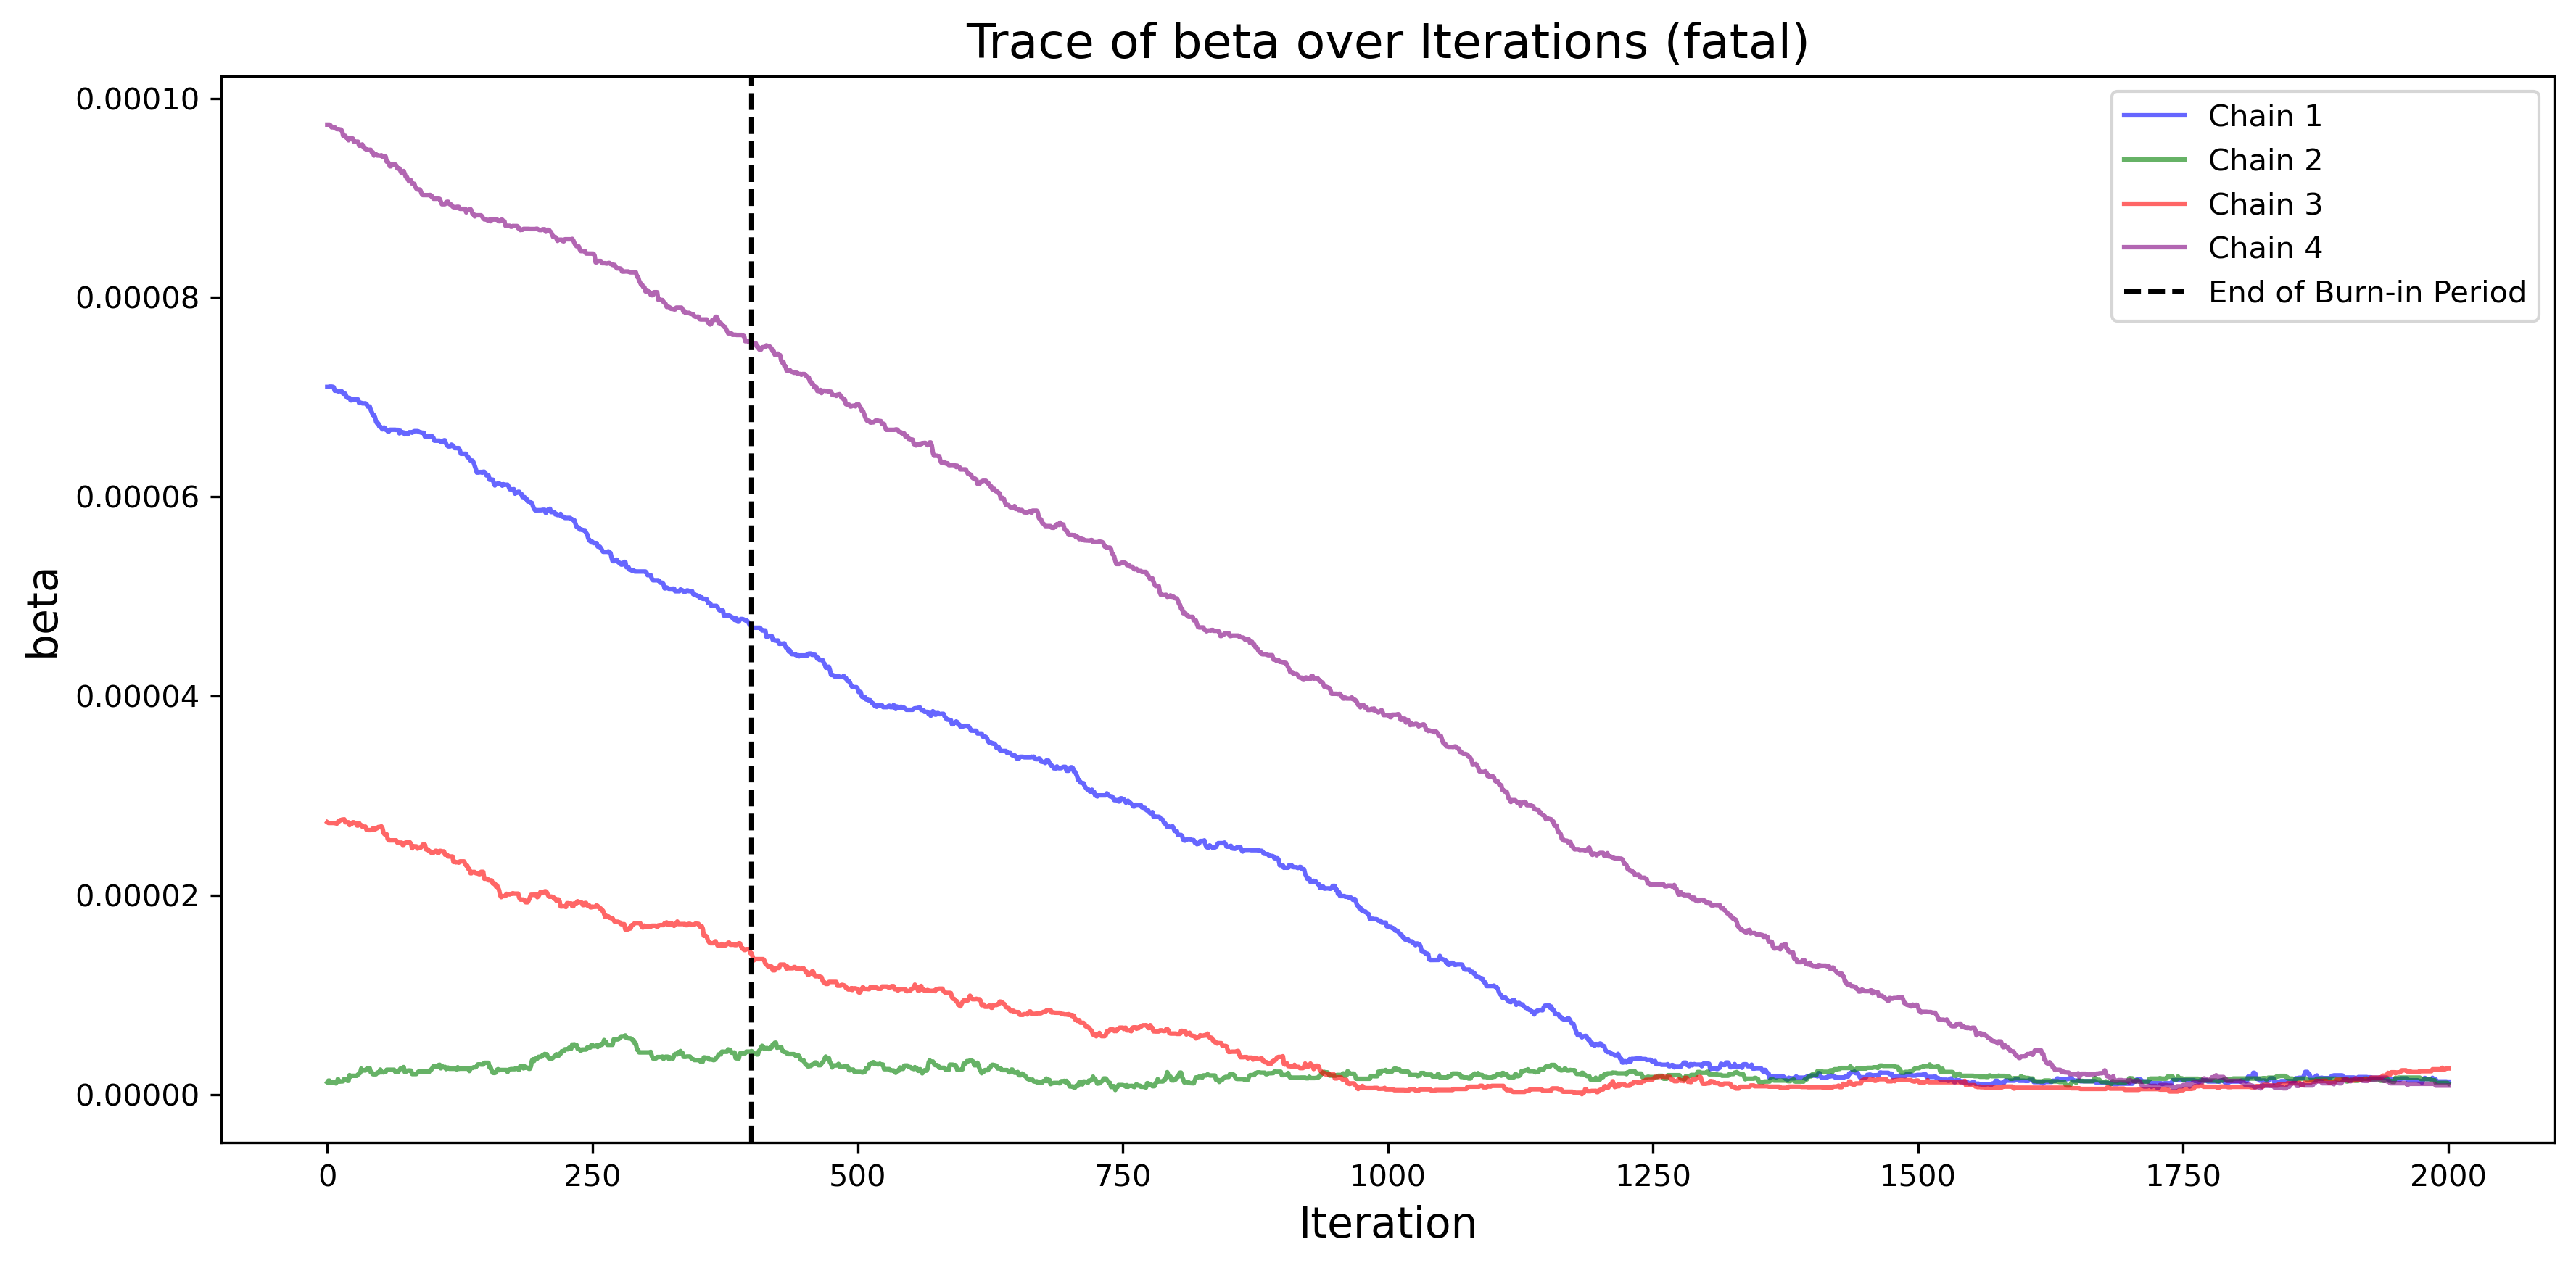 Trace of beta over Iterations (fatal)
0.00010
0.00008
0.00006
0.00004
0.00002
0.00000
beta
Chain 1
Chain 2
Chain 3
Chain 4
End of Burn-in Period
0 250 500 750 1000 1250 1500 1750 2000
Iteration